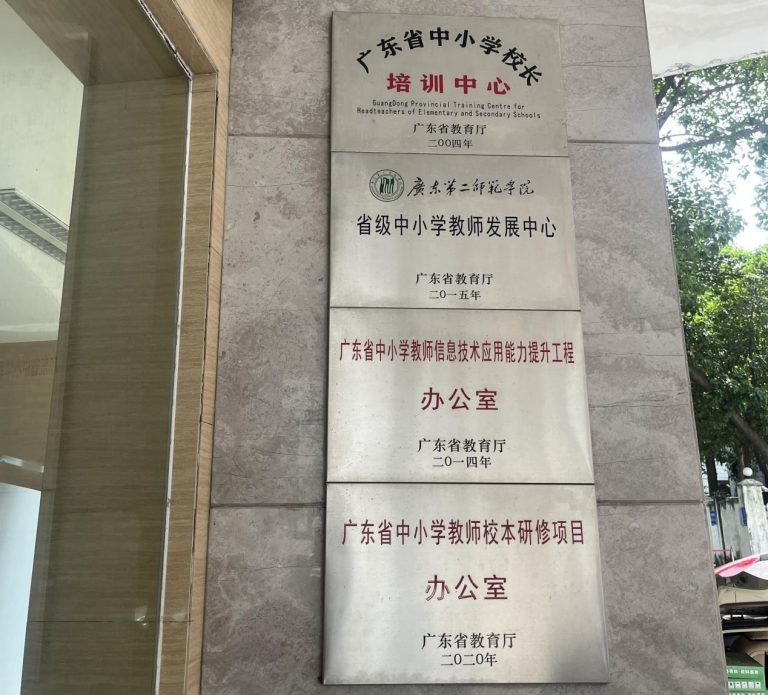 广东省中小学校长
培训中心
GuangDong Provincial Training Centre for
Headteachers of Elementary and Secondary Schools
广东省教育厅
二〇〇四年
廣东第二师範学院
省级中小学教师发展中心
广东省教育厅
二〇一五年
广东省中小学教师信息技术应用能力提升工程
办公室
广东省教育厅
二〇一四年
广东省中小学教师校本研修项目
办公室
广东省教育厅
二〇二〇年